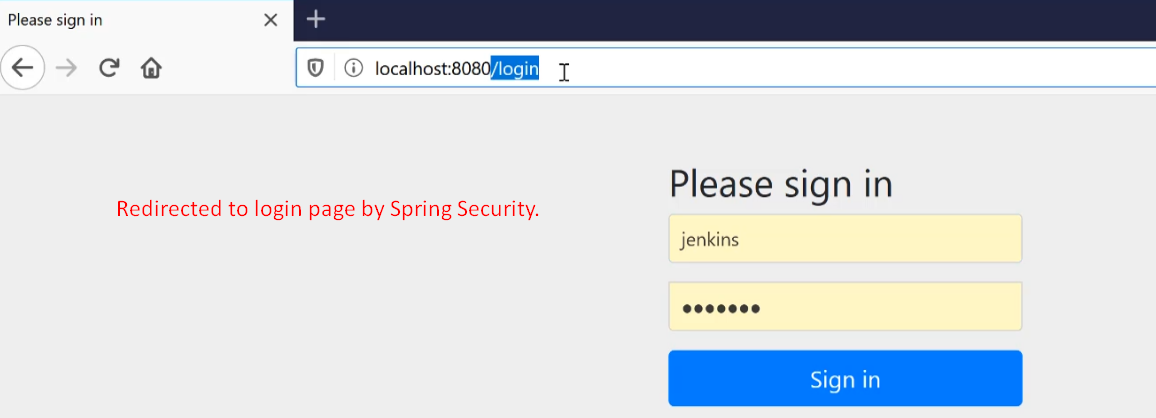 Please sign in
localhost:8080/login
Please sign in
Redirected to login page by Spring Security.
jenkins
•••••••
Sign in